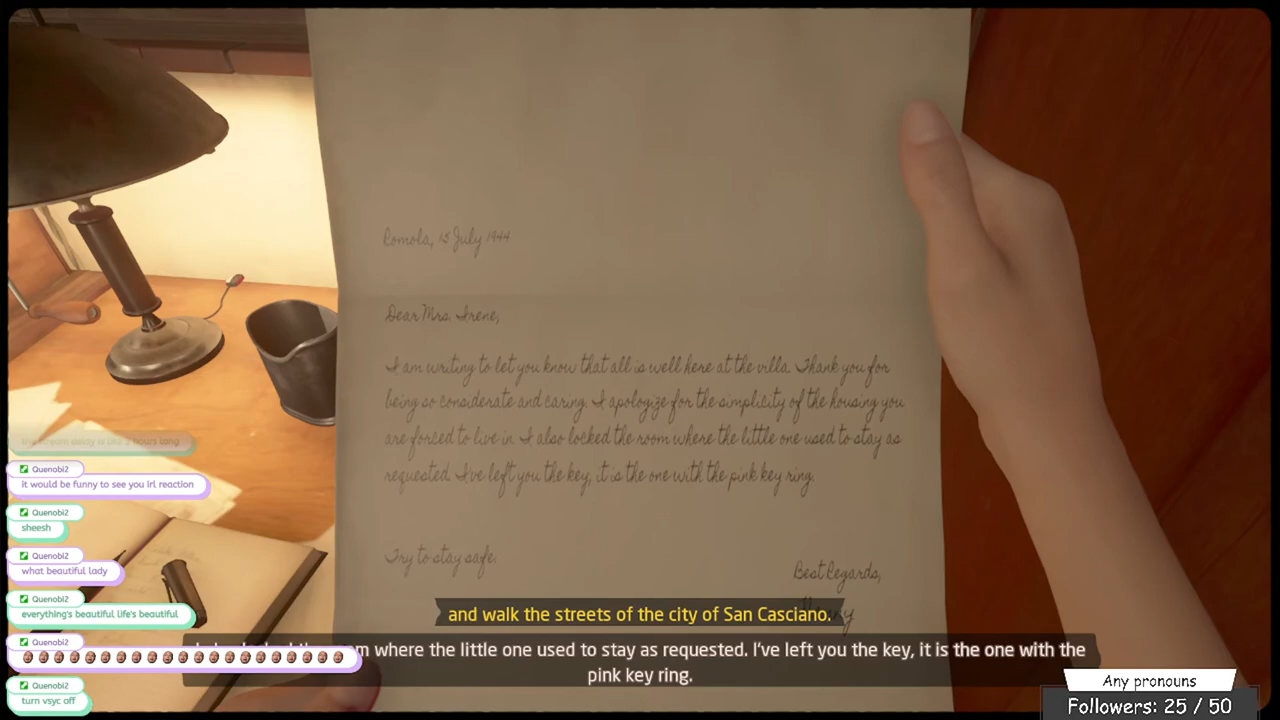 Romola, 15 July 1944
Dear Mrs. Irene,
I am writing to let you know that all is well here at the villa. Thank you for
being so considerate and caring. I apologize for the simplicity of the housing you
are forced to live in. I also locked the room where the little one used to stay as
requested. I've left you the key, it is the one with the pink key ring.
Try to stay safe.
Best Regards,
and walk the streets of the city of San Casciano.
where the little one used to stay as requested. I've left you the key, it is the one with the
pink key ring.
Quenobi2
it would be funny to see you irl reaction
Quenobi2
sheesh
Quenobi2
what beautiful lady
Quenobi2
everything's beautiful life's beautiful
Quenobi2
Quenobi2
turn vsyc off
Any pronouns
Followers: 25 / 50